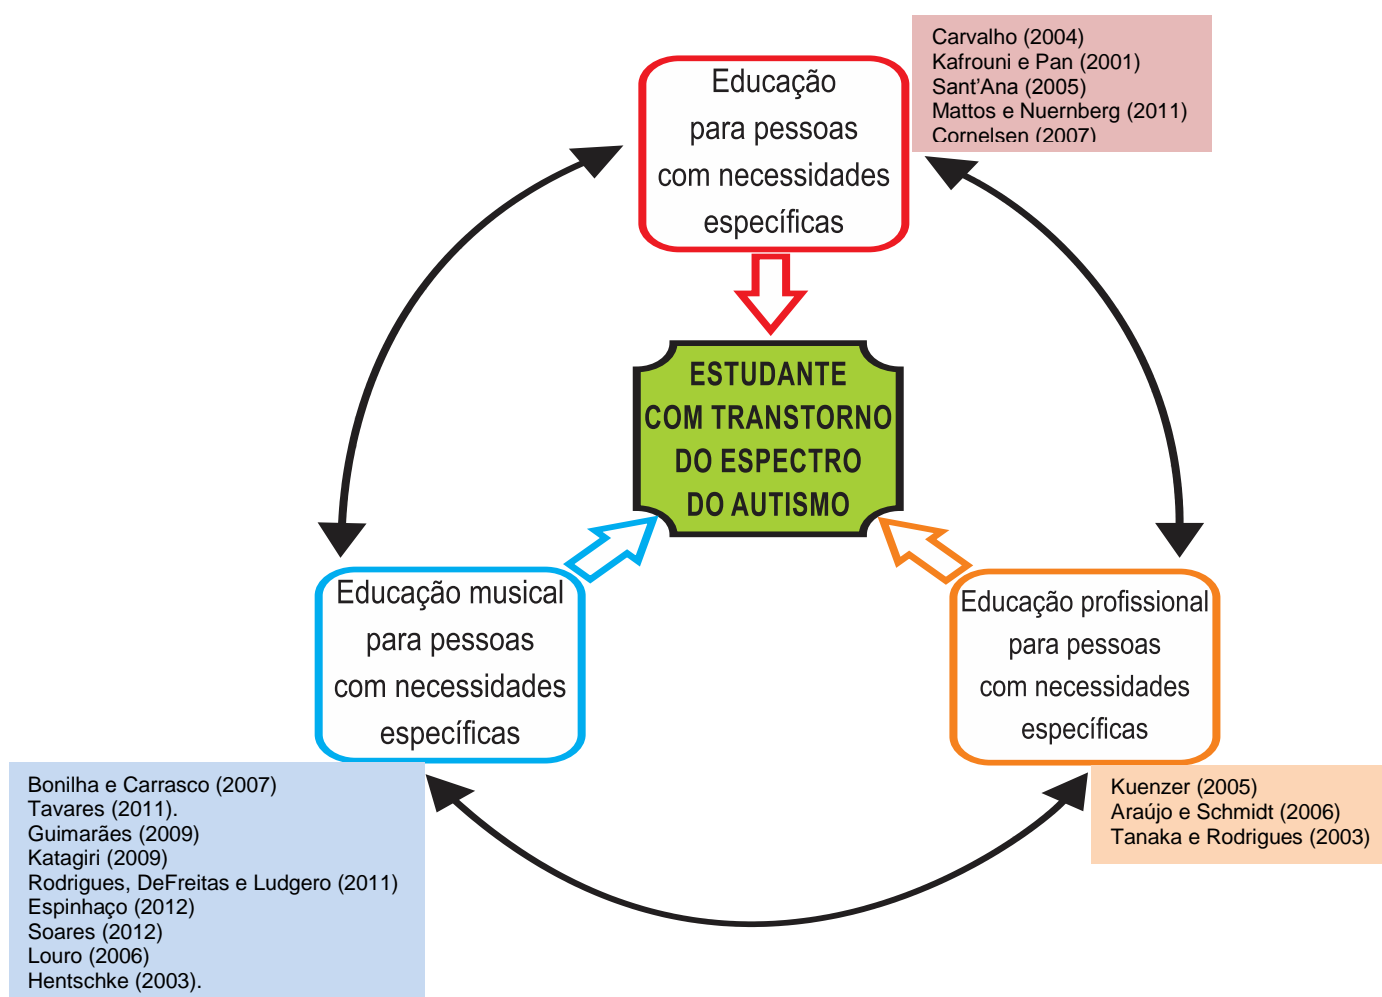 Carvalho (2004)
Kafrouni e Pan (2001)
Sant'Ana (2005)
Mattos e Nuernberg (2011)
Cornelsen (2007)
Educação
para pessoas
com necessidades
específicas
ESTUDANTE
COM TRANSTORNO
DO ESPECTRO
DO AUTISMO
Educação musical
para pessoas
com necessidades
específicas
Educação profissional
para pessoas
com necessidades
específicas
Bonilha e Carrasco (2007)
Tavares (2011).
Guimarães (2009)
Katagiri (2009)
Rodrigues, DeFreitas e Ludgero (2011)
Espinhaço (2012)
Soares (2012)
Louro (2006)
Hentschke (2003).
Kuenzer (2005)
Araújo e Schmidt (2006)
Tanaka e Rodrigues (2003)